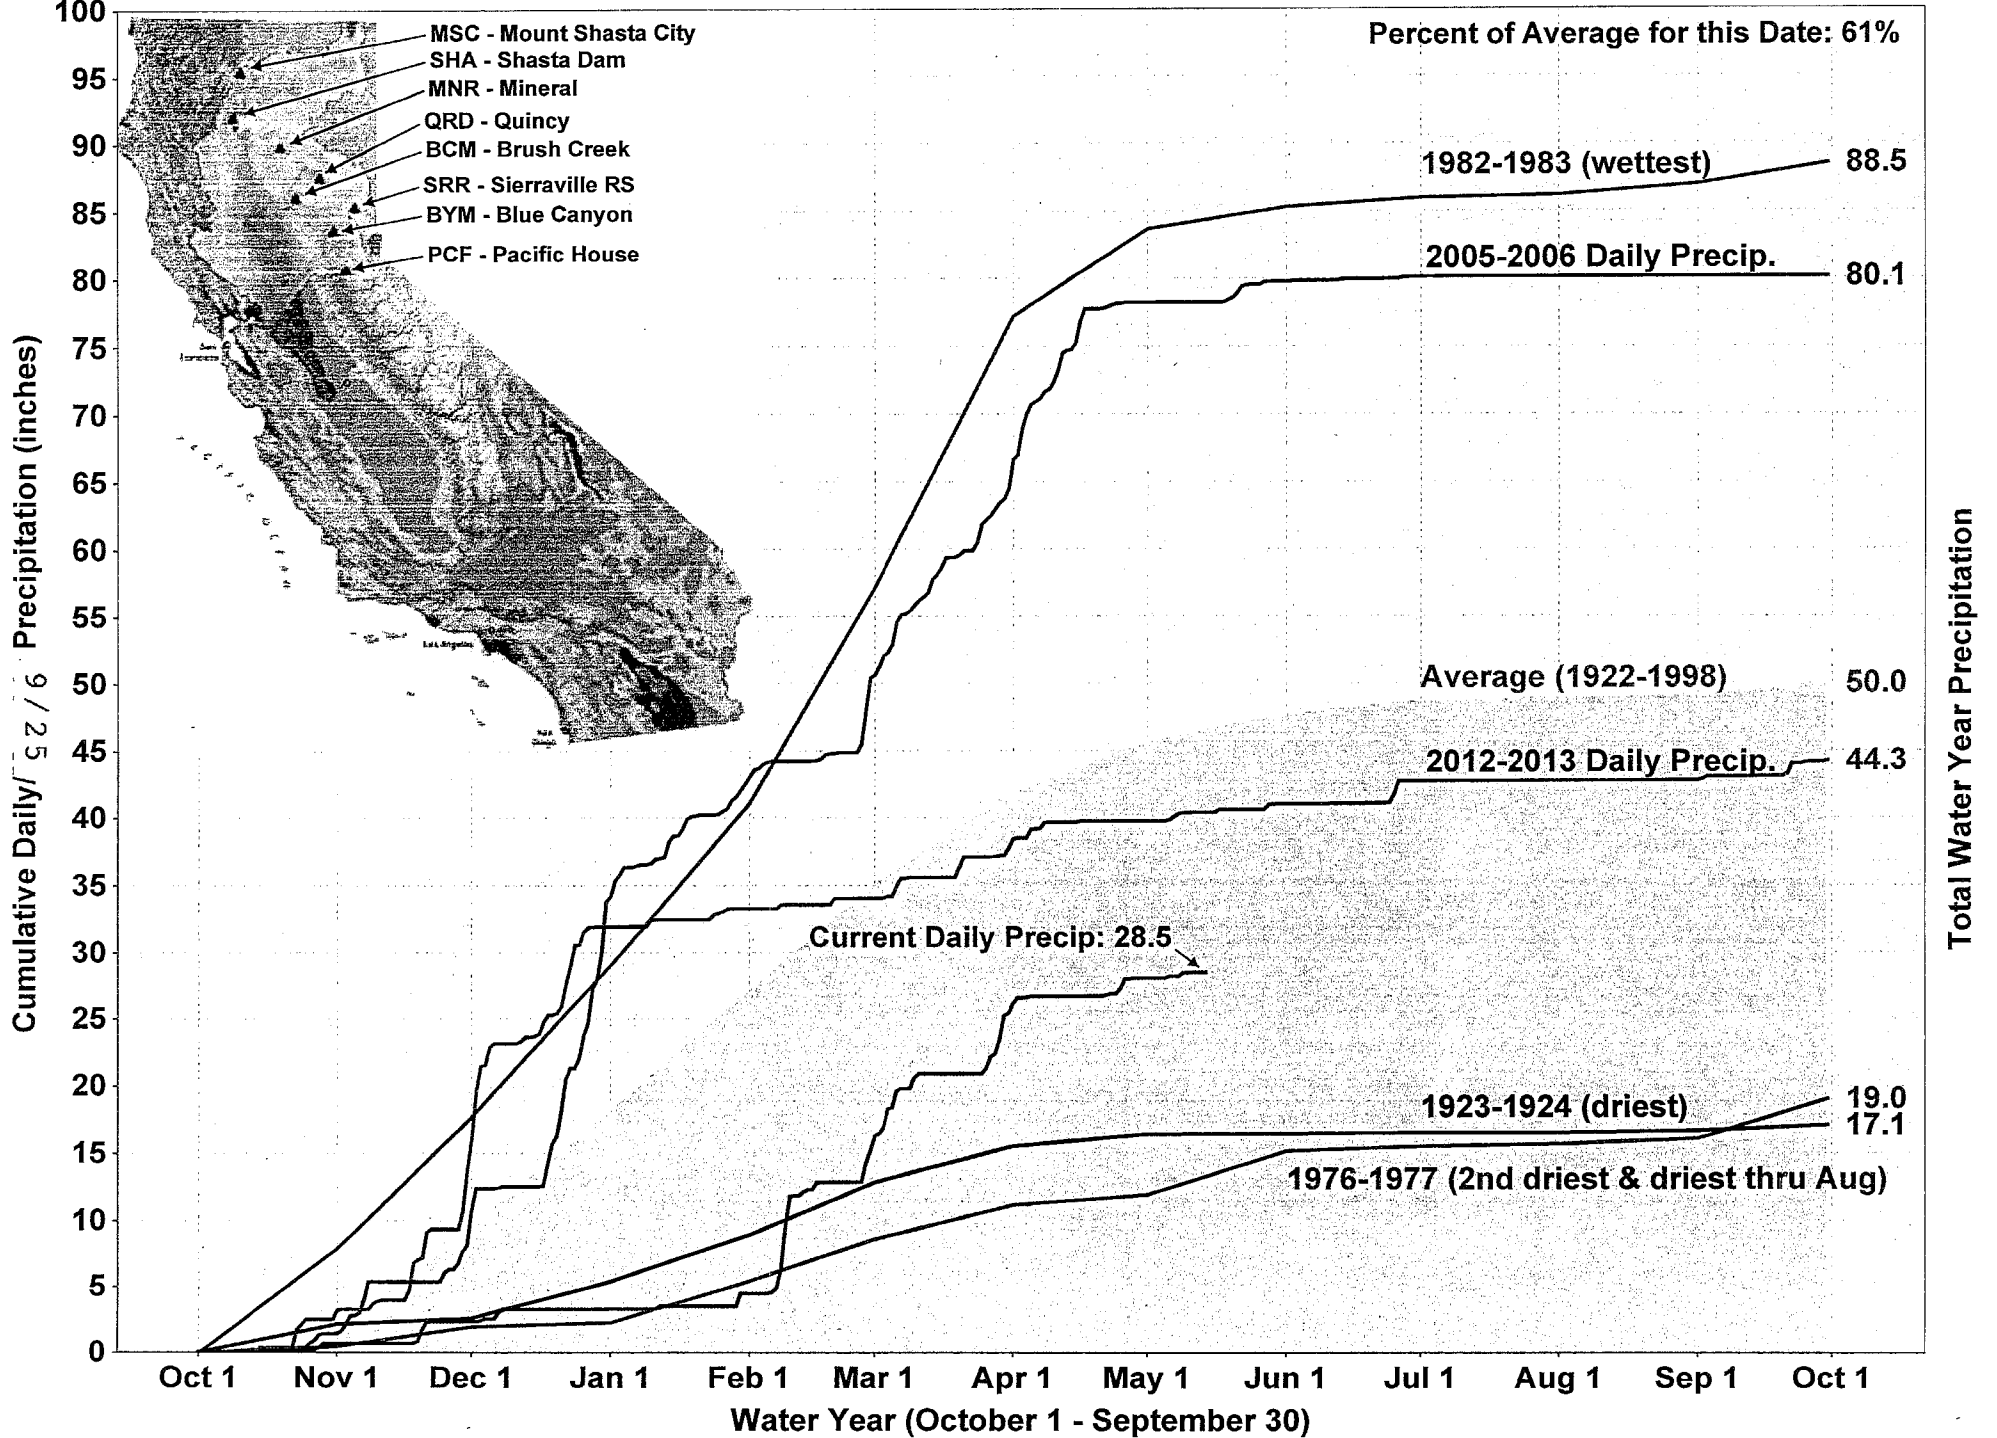 Percent of Average for this Date: 61%
MSC - Mount Shasta City
SHA - Shasta Dam
MNR - Mineral
QRD - Quincy
BCM - Brush Creek
SRR - Sierraville RS
BYM - Blue Canyon
PCF - Pacific House
Los Angeles
1982-1983 (wettest)
88.5
2005-2006 Daily Precip.
80.1
Average (1922-1998)
50.0
2012-2013 Daily Precip.
44.3
Current Daily Precip: 28.5
1923-1924 (driest)
19.0
17.1
1976-1977 (2nd driest & driest thru Aug)
100
95
90
85
80
75
70
65
60
55
50
45
40
35
30
25
20
15
10
5
0
Cumulative Daily/ 9/25/ Precipitation (inches)
Total Water Year Precipitation
Oct 1 Nov 1 Dec 1 Jan 1 Feb 1 Mar 1 Apr 1 May 1 Jun 1 Jul 1 Aug 1 Sep 1 Oct 1
Water Year (October 1 - September 30)